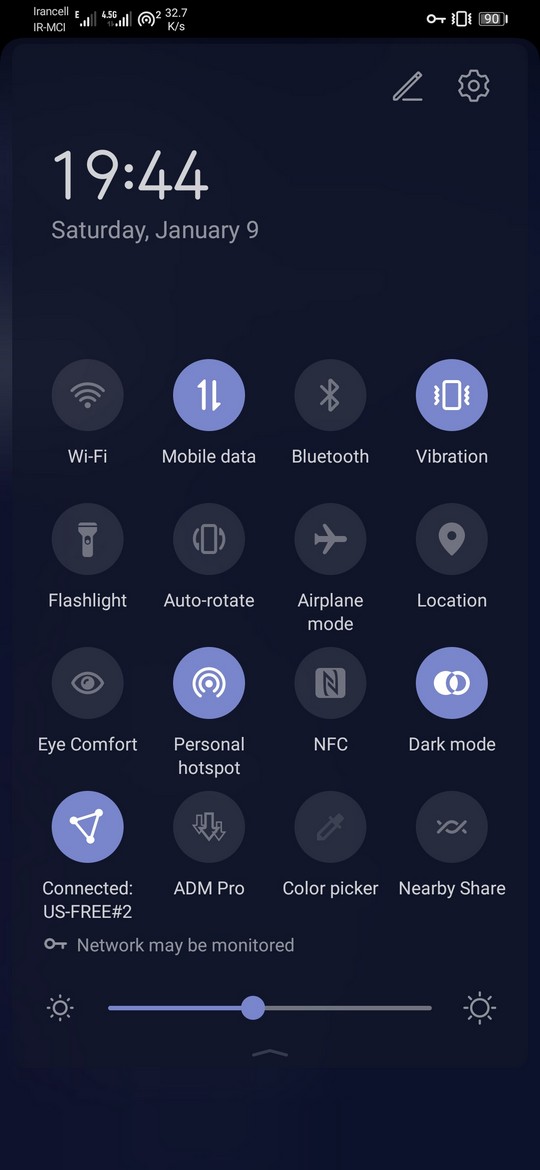 Irancell E 4.5G 2 32.7
IR-MCI K/s 90
19:44
Saturday, January 9
Wi-Fi Mobile data Bluetooth Vibration
Flashlight Auto-rotate Airplane Location
mode
Eye Comfort Personal NFC Dark mode
hotspot
Connected: ADM Pro Color picker Nearby Share
US-FREE#2
Network may be monitored